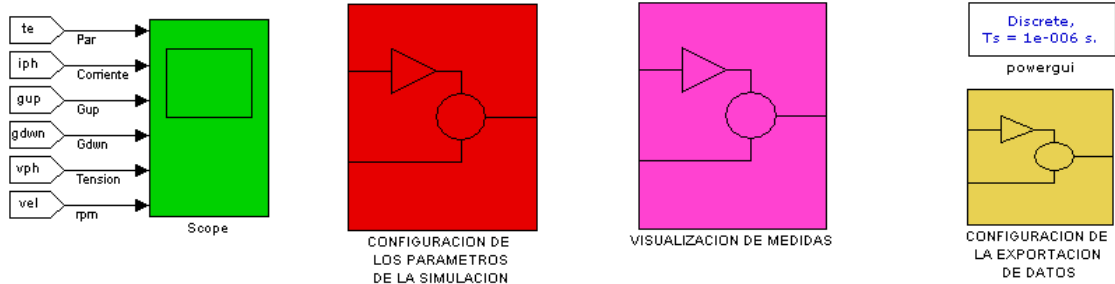 te
Par
iph
Corriente
gup
Gup
gdwn
Gdwn
vph
Tension
vel
rpm
Scope
CONFIGURACION DE
LOS PARAMETROS
DE LA SIMULACION
VISUALIZACION DE MEDIDAS
Discrete,
Ts = 1e-006 s.
powergui
CONFIGURACION DE
LA EXPORTACION
DE DATOS